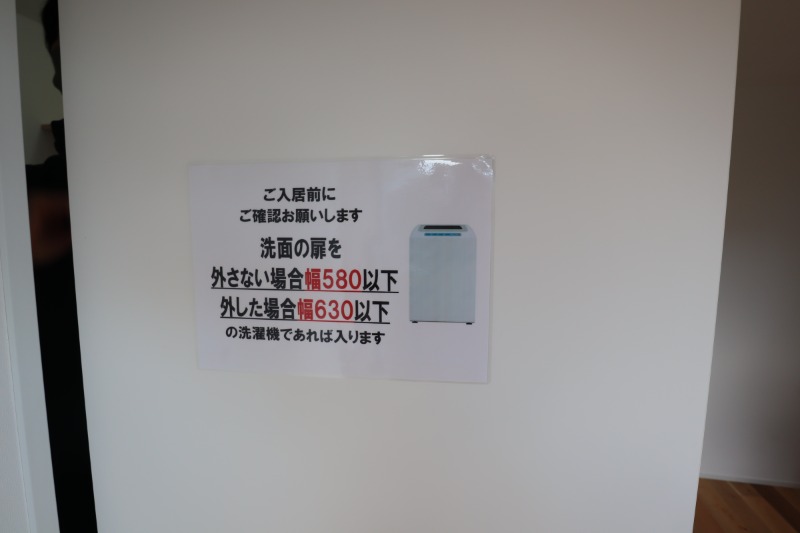 ご入居前に
ご確認お願いします
洗面の扉を
外さない場合幅580以下
外した場合幅630以下
の洗濯機であれば入ります